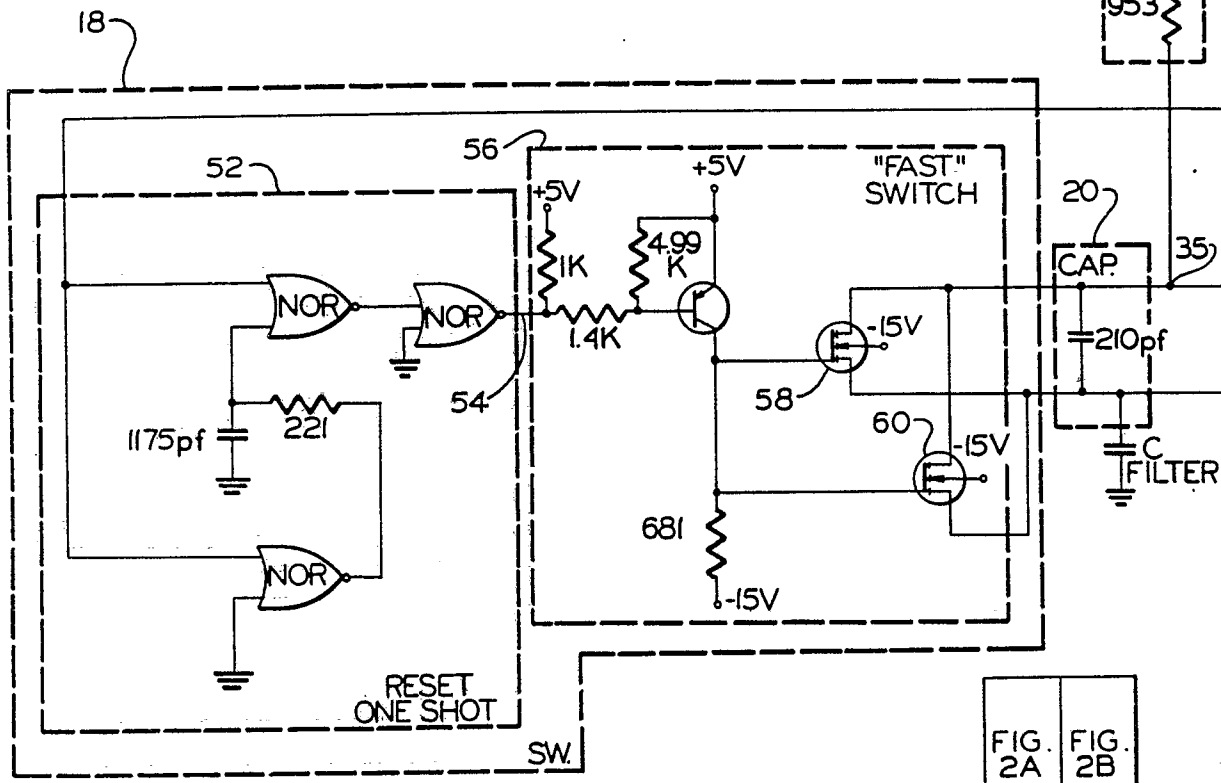 18
953
52
56
+5V
+5V
"FAST"
SWITCH
20
35
1K
4.99
K
CAP.
NOR
NOR
1.4K
-15V
210pf
54
58
1175pf
221
60
-15V
C
FILTER
681
NOR
-15V
RESET
ONE SHOT
SW.
FIG.
2A
FIG.
2B